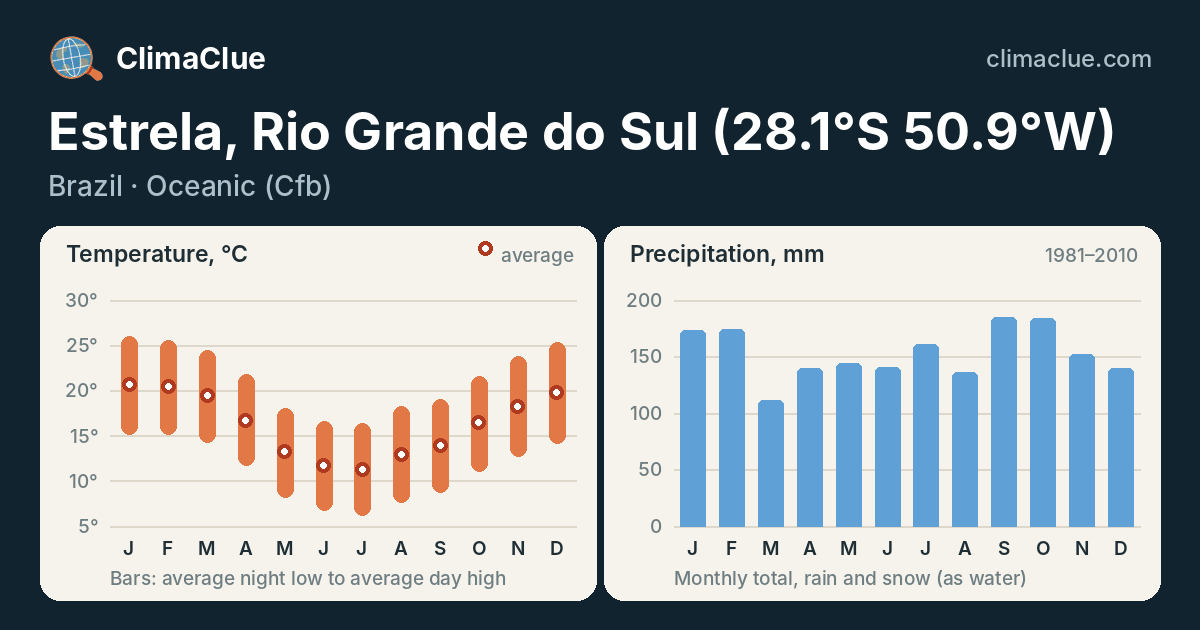 ClimaClue
climaclue.com
Estrela, Rio Grande do Sul (28.1°S 50.9°W)
Brazil · Oceanic (Cfb)
Temperature, °C
average
30°
25°
20°
15°
10°
5°
J F M A M J J A S O N D
Bars: average night low to average day high
Precipitation, mm
1981–2010
200
150
100
50
0
J F M A M J J A S O N D
Monthly total, rain and snow (as water)